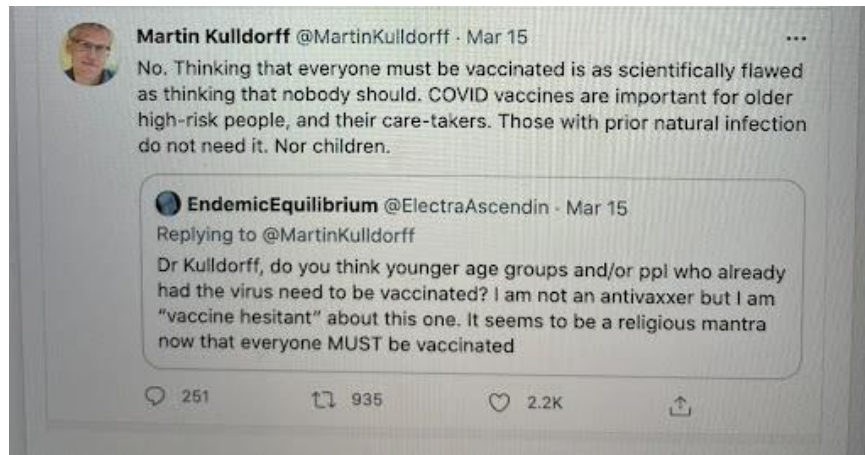 Martin Kulldorff @MartinKulldorff · Mar 15
No. Thinking that everyone must be vaccinated is as scientifically flawed
as thinking that nobody should. COVID vaccines are important for older
high-risk people, and their care-takers. Those with prior natural infection
do not need it. Nor children.
EndemicEquilibrium @ElectraAscendin · Mar 15
Replying to @MartinKulldorff
Dr Kulldorff, do you think younger age groups and/or ppl who already
had the virus need to be vaccinated? I am not an antivaxxer but I am
"vaccine hesitant" about this one. It seems to be a religious mantra
now that everyone MUST be vaccinated
251 935 2.2K